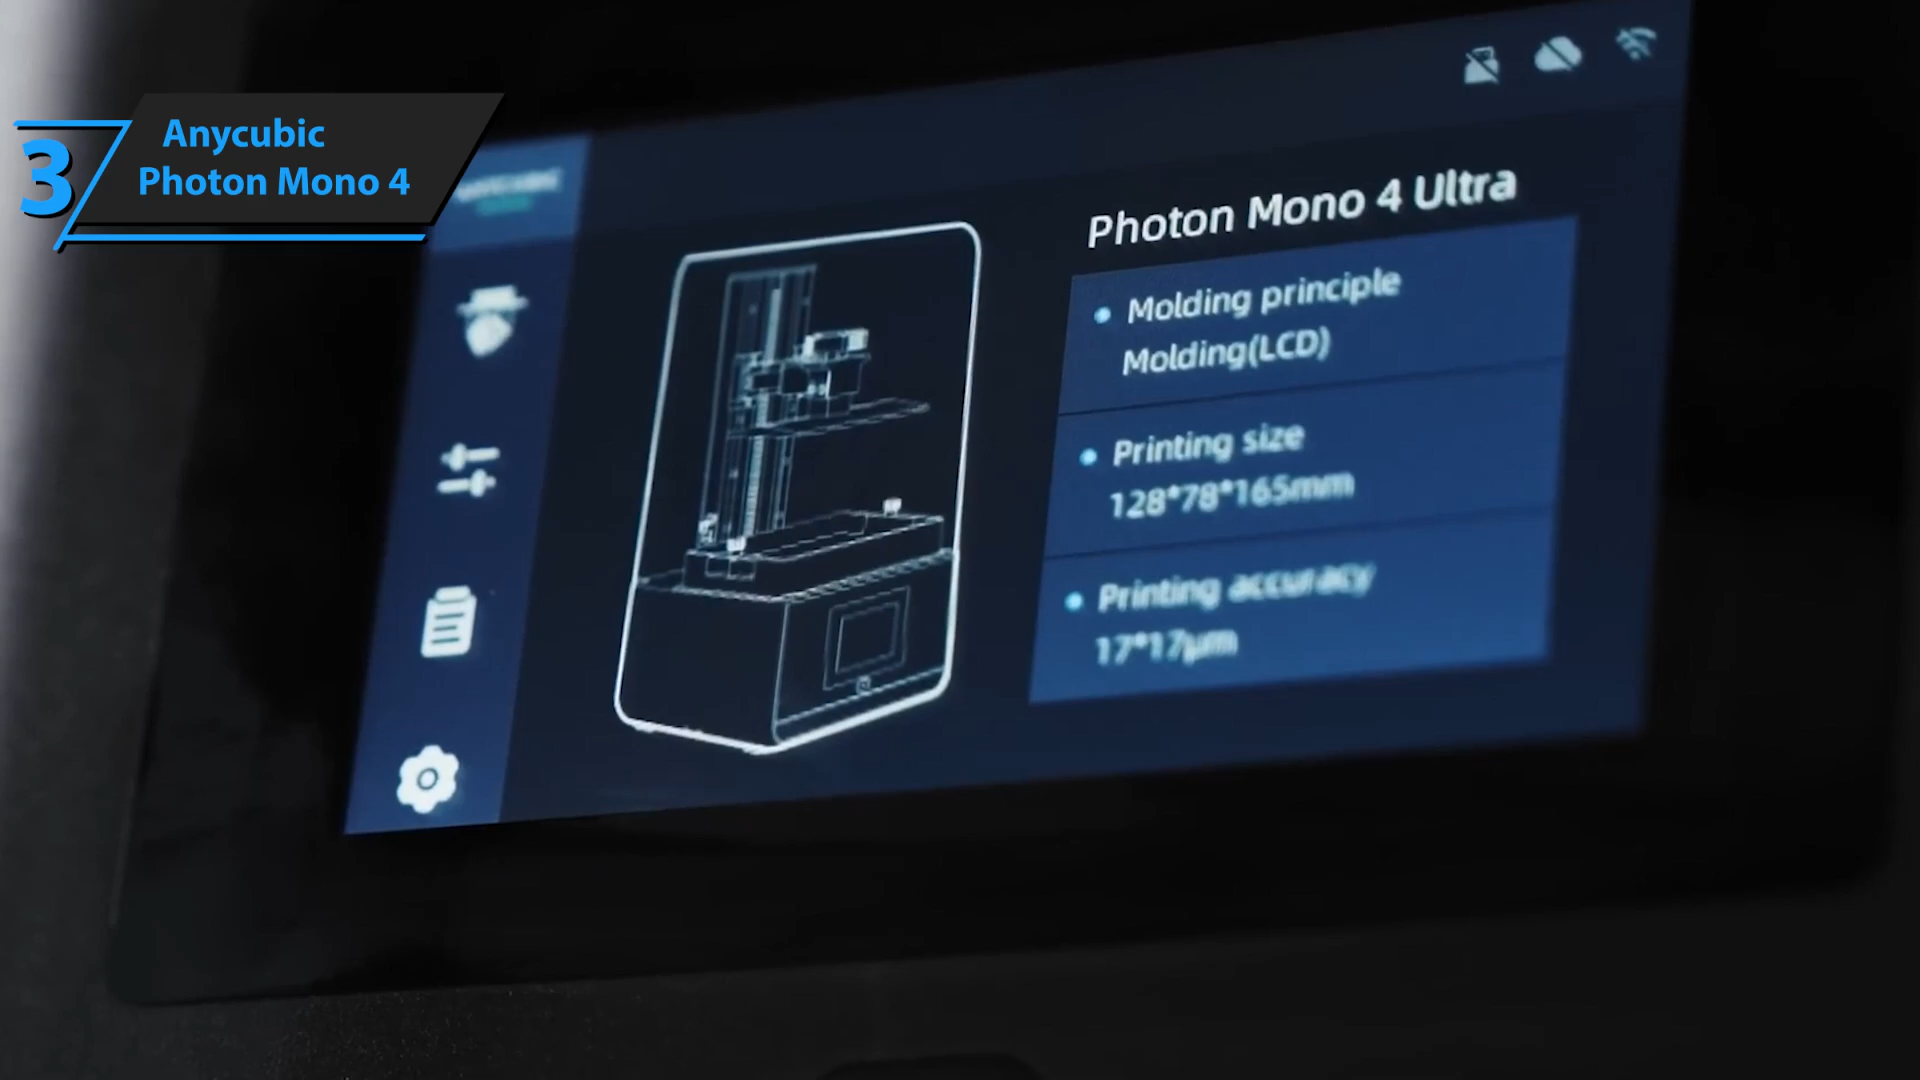 3
Anycubic
Photon Mono 4
Photon Mono 4 Ultra
Molding principle
Molding(LCD)
Printing size
128*78*165mm
Printing accuracy
17*17μm